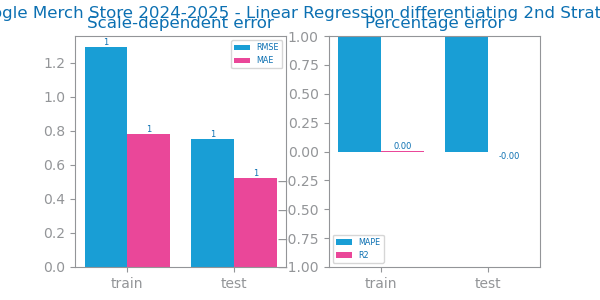 ogle Merch Store 2024-2025 - Linear Regression differentiating 2nd Strat
Scale-dependent error
1.2
1.0
0.8
0.6
0.4
0.2
0.0
1
1
1
1
RMSE
MAE
train
test
Percentage error
1.00
0.75
0.50
0.25
0.00
0.25
0.50
0.75
1.00
0.00
-0.00
MAPE
R2
train
test